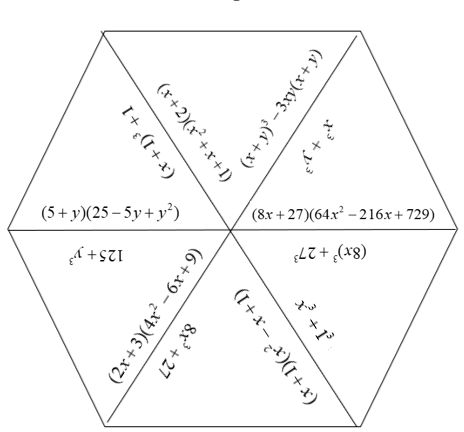 (x+2)(x²+x+1)
(x+1)³+1
(x+y)³−3xy(x+y)
x³+y³
(5+y)(25−5y+y²)
(8x+27)(64x²−216x+729)
125+y³
(8x)³+27³
(2x+3)(4x²−6x+9)
8x³+27
(x+1)(x²−x+1)
x³+1³